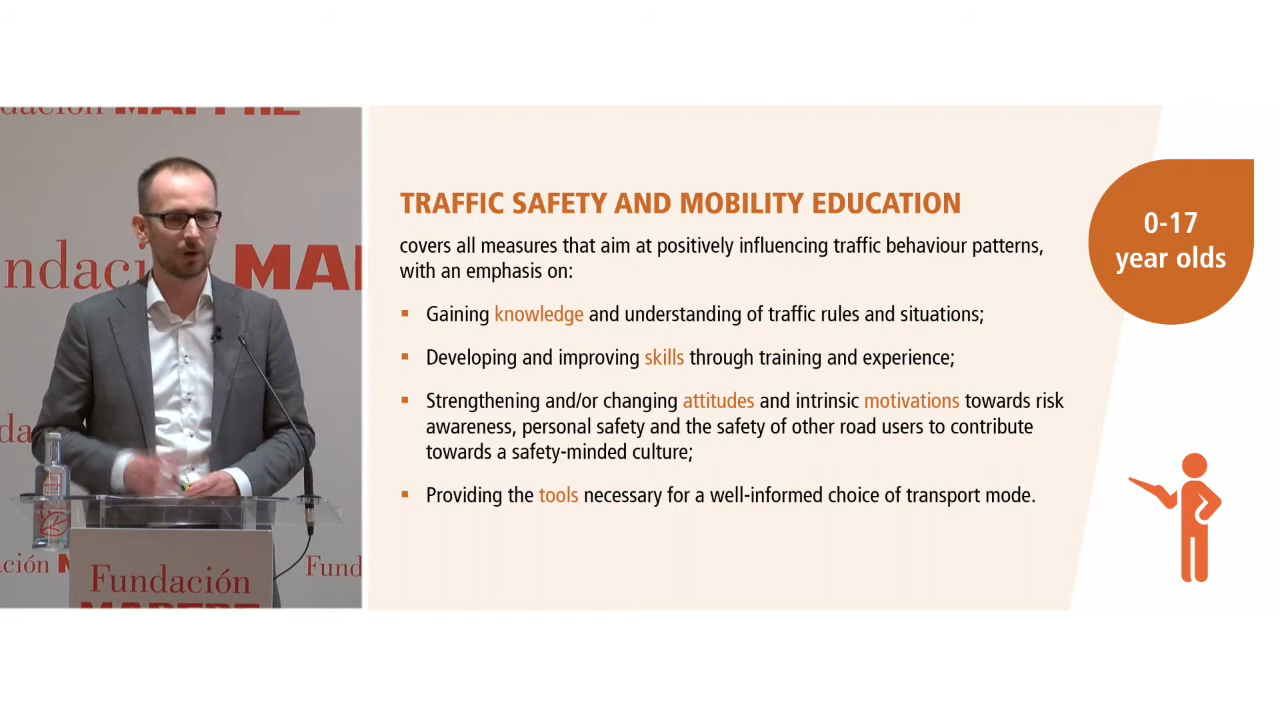 Fundación MAPFRE
Fundación
MAPFRE
TRAFFIC SAFETY AND MOBILITY EDUCATION
covers all measures that aim at positively influencing traffic behaviour patterns,
with an emphasis on:
▪ Gaining knowledge and understanding of traffic rules and situations;
▪ Developing and improving skills through training and experience;
▪ Strengthening and/or changing attitudes and intrinsic motivations towards risk
awareness, personal safety and the safety of other road users to contribute
towards a safety-minded culture;
▪ Providing the tools necessary for a well-informed choice of transport mode.
0-17
year olds